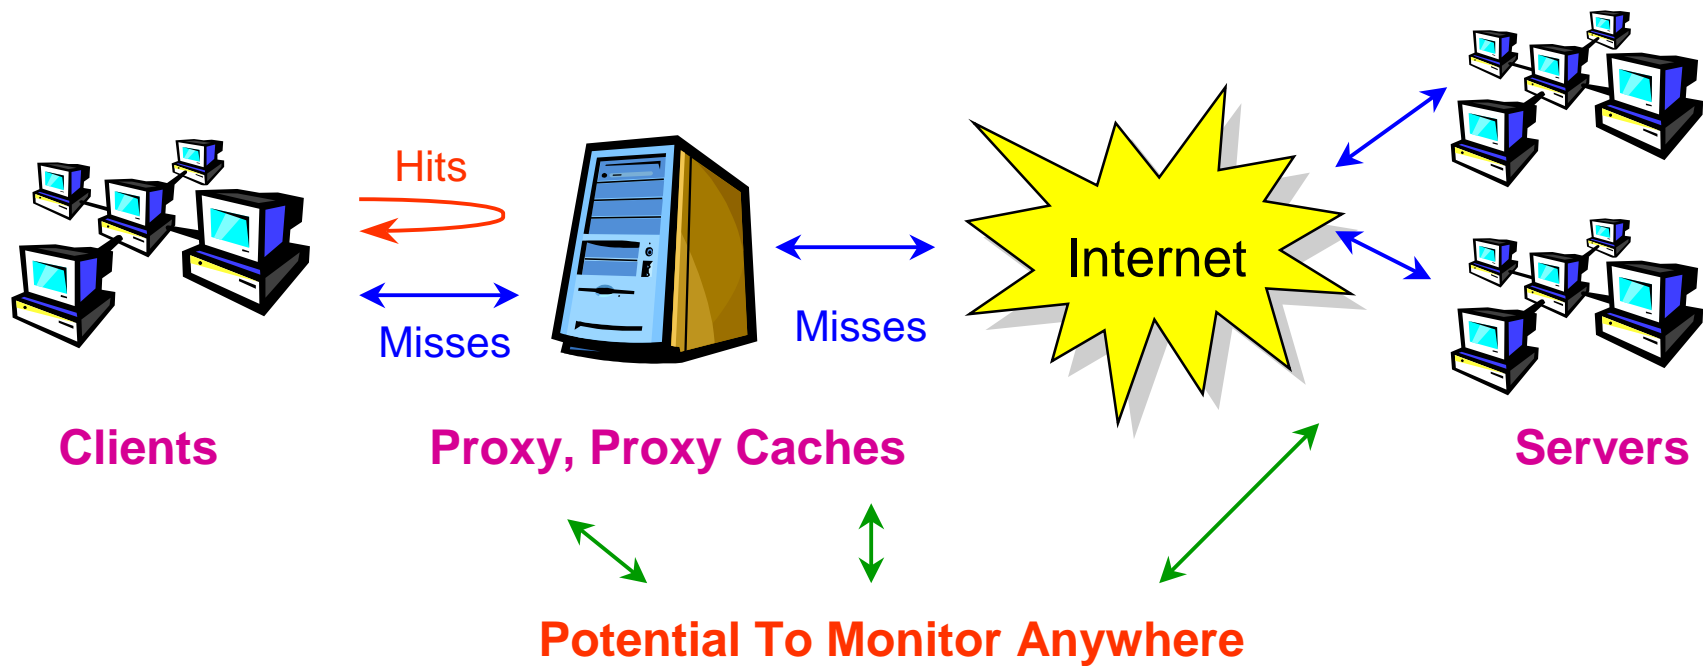 Hits
Misses
Misses
Internet
Clients
Proxy, Proxy Caches
Servers
Potential To Monitor Anywhere